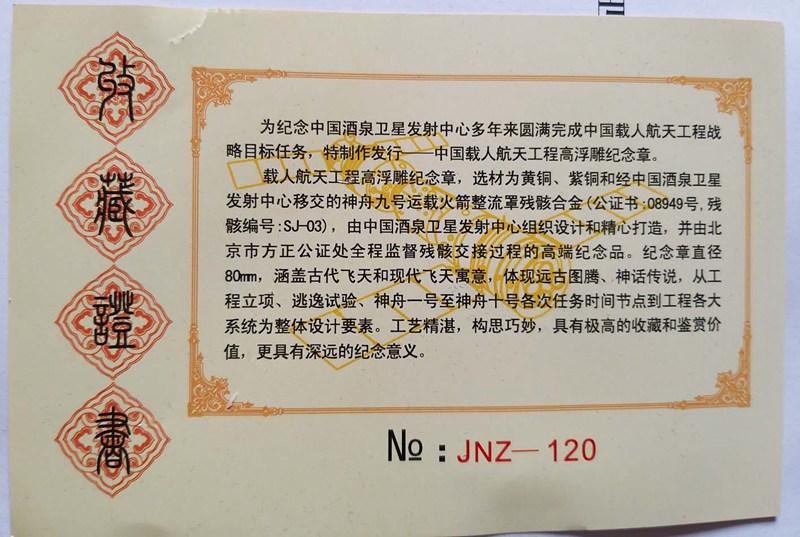 收藏證書
为纪念中国酒泉卫星发射中心多年来圆满完成中国载人航天工程战
略目标任务，特制作发行——中国载人航天工程高浮雕纪念章。
载人航天工程高浮雕纪念章，选材为黄铜、紫铜和经中国酒泉卫星
发射中心移交的神舟九号运载火箭整流罩残骸合金(公证书:08949号,残
骸编号:SJ-03)，由中国酒泉卫星发射中心组织设计和精心打造，并由北
京市方正公证处全程监督残骸交接过程的高端纪念品。纪念章直径
80mm，涵盖古代飞天和现代飞天寓意，体现远古图腾、神话传说，从工
程立项、逃逸试验、神舟一号至神舟十号各次任务时间节点到工程各大
系统为整体设计要素。工艺精湛，构思巧妙，具有极高的收藏和鉴赏价
值，更具有深远的纪念意义。
№:JNZ—120